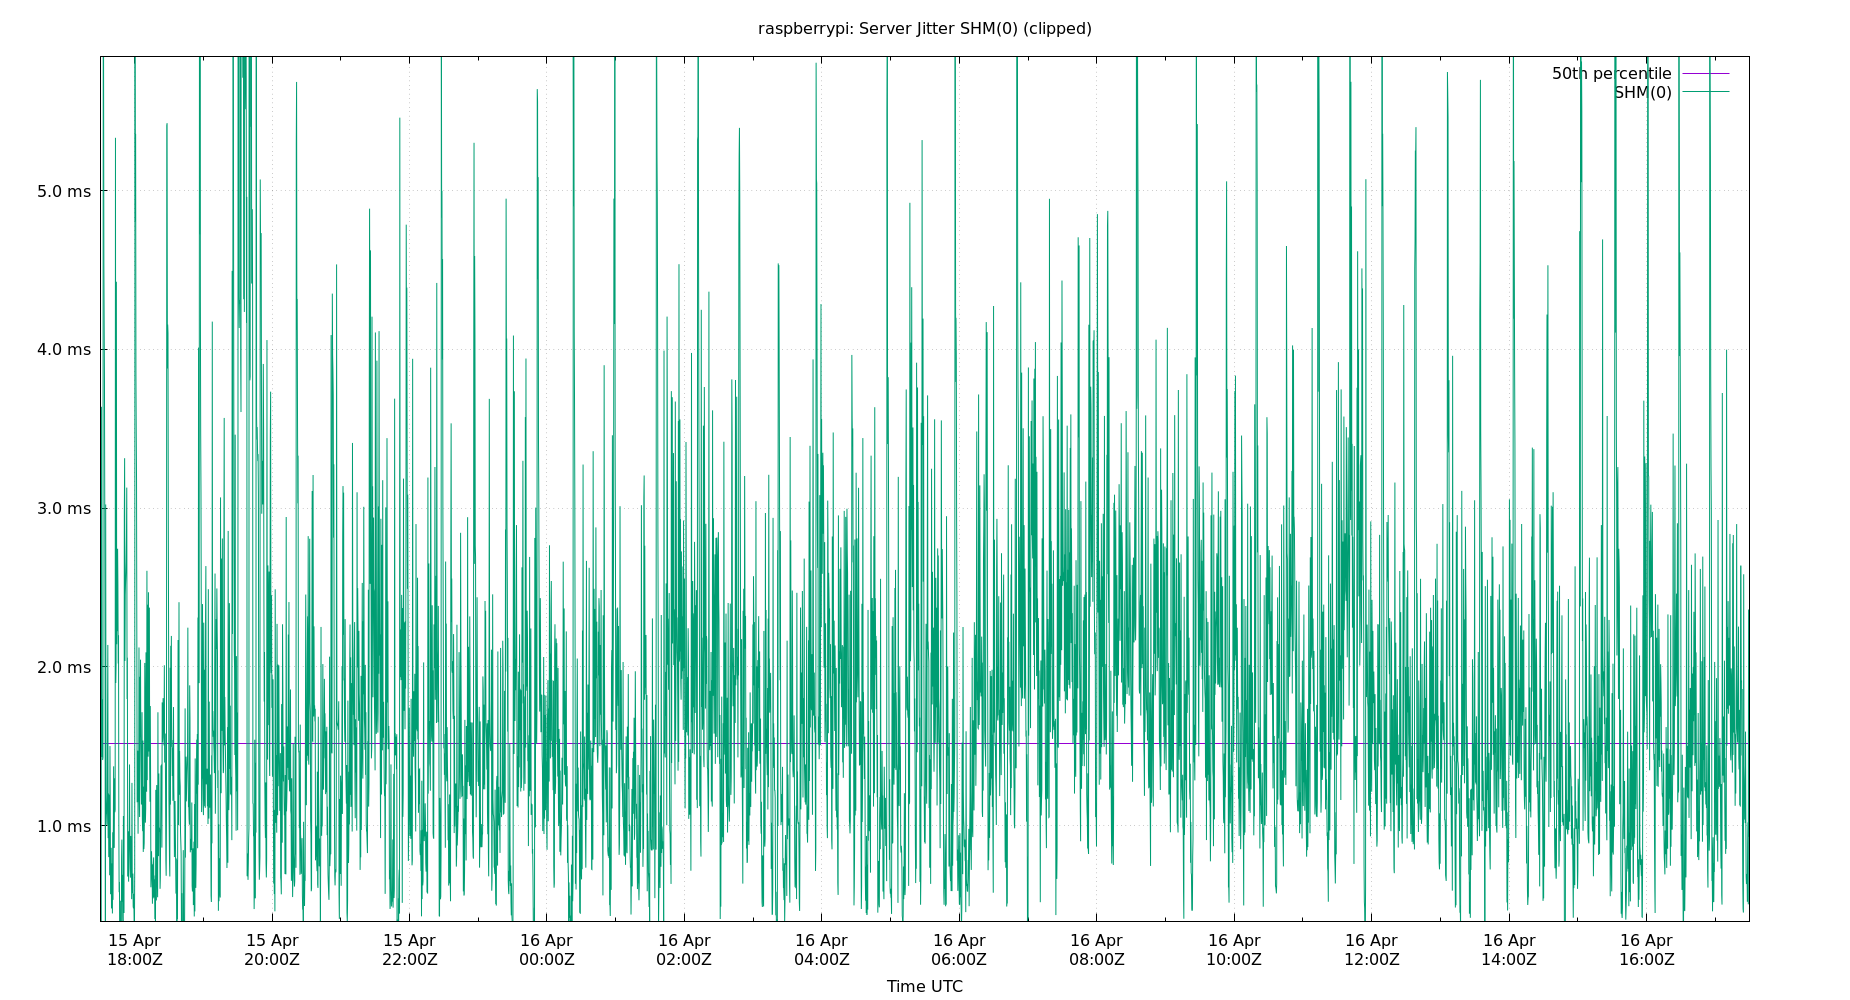 raspberrypi: Server Jitter SHM(0) (clipped)
50th percentile
SHM(0)
5.0 ms
4.0 ms
3.0 ms
2.0 ms
1.0 ms
15 Apr 15 Apr 15 Apr 16 Apr 16 Apr 16 Apr 16 Apr 16 Apr 16 Apr 16 Apr 16 Apr 16 Apr
18:00Z 20:00Z 22:00Z 00:00Z 02:00Z 04:00Z 06:00Z 08:00Z 10:00Z 12:00Z 14:00Z 16:00Z
Time UTC